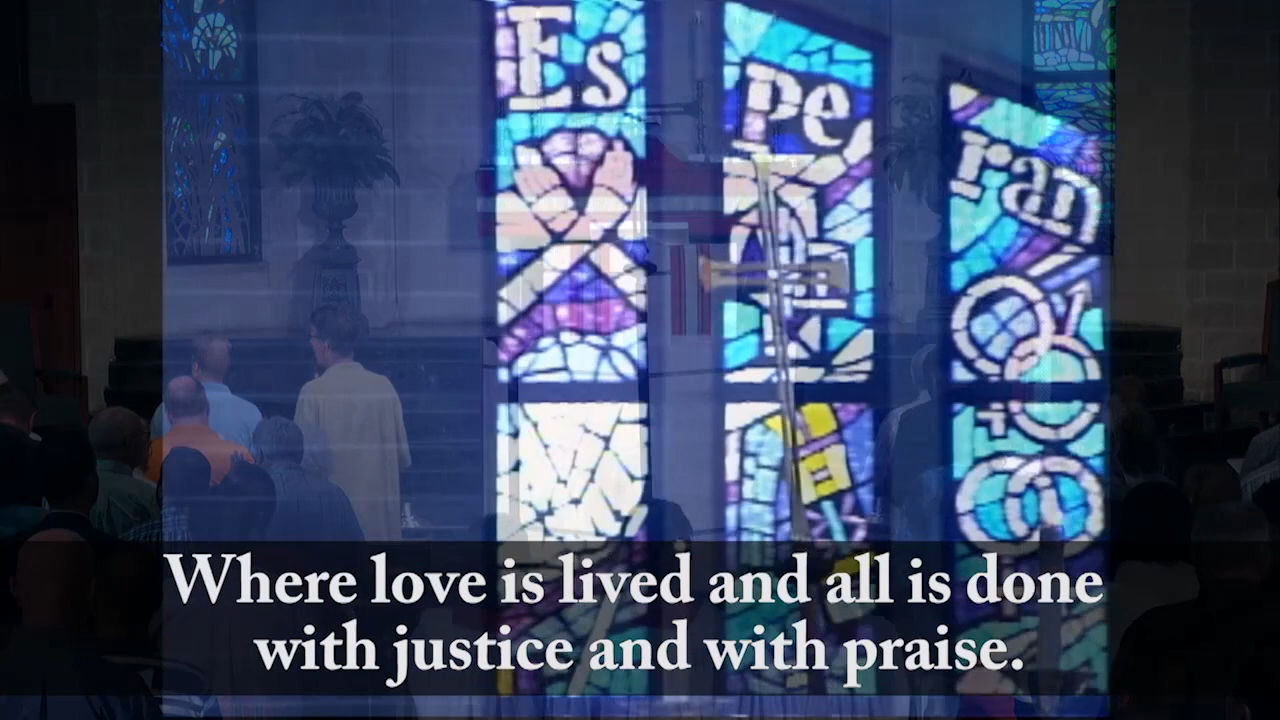 Es
pe
ran
Where love is lived and all is done
with justice and with praise.